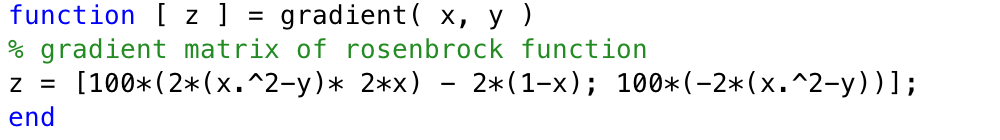 function [ z ] = gradient( x, y )
% gradient matrix of rosenbrock function
z = [100*(2*(x.^2-y)* 2*x) - 2*(1-x); 100*(-2*(x.^2-y))];
end